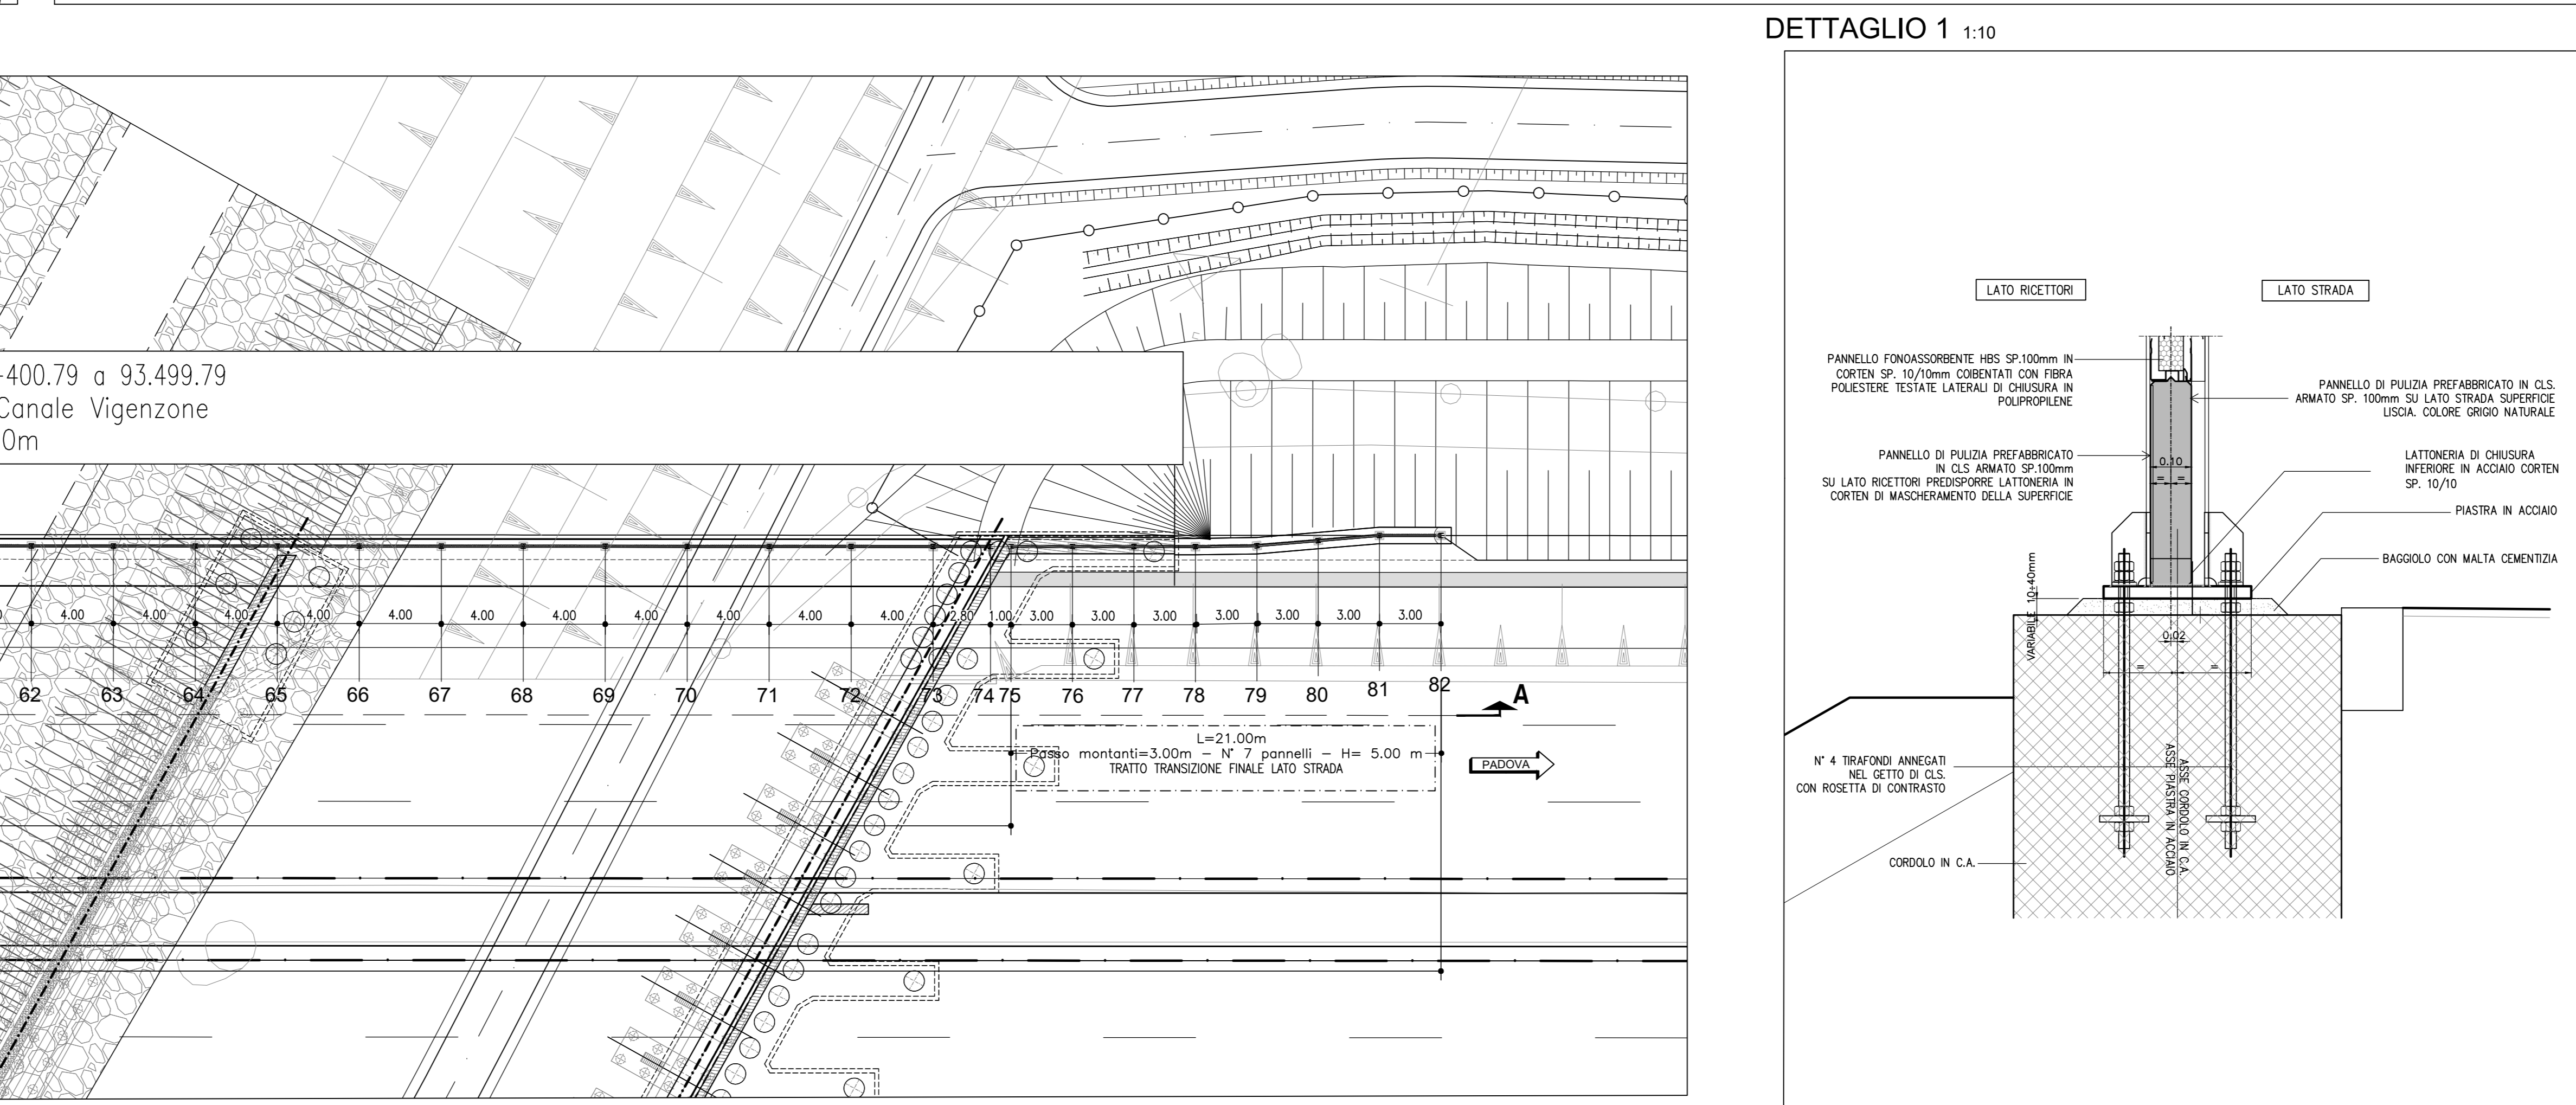 DETTAGLIO 1 1:10
-400.79 a 93.499.79
Canale Vigenzone
0m
4.00 4.00 4.00 4.00 4.00 4.00 4.00 4.00 4.00 4.00 4.00 2.80 1.00 3.00 3.00 3.00 3.00 3.00 3.00 3.00
62 63 64 65 66 67 68 69 70 71 72 73 74 75 76 77 78 79 80 81 82
A
L=21.00m
Passo montanti=3.00m – N° 7 pannelli – H= 5.00 m
TRATTO TRANSIZIONE FINALE LATO STRADA
PADOVA
LATO RICETTORI
LATO STRADA
PANNELLO FONOASSORBENTE HBS SP.100mm IN
CORTEN SP. 10/10mm COIBENTATI CON FIBRA
POLIESTERE TESTATE LATERALI DI CHIUSURA IN
POLIPROPILENE
PANNELLO DI PULIZIA PREFABBRICATO IN CLS.
ARMATO SP. 100mm SU LATO STRADA SUPERFICIE
LISCIA. COLORE GRIGIO NATURALE
PANNELLO DI PULIZIA PREFABBRICATO
IN CLS ARMATO SP.100mm
SU LATO RICETTORI PREDISPORRE LATTONERIA IN
CORTEN DI MASCHERAMENTO DELLA SUPERFICIE
0.10
= =
LATTONERIA DI CHIUSURA
INFERIORE IN ACCIAIO CORTEN
SP. 10/10
PIASTRA IN ACCIAIO
BAGGIOLO CON MALTA CEMENTIZIA
VARIABILE 10÷40mm
0.02
= =
N° 4 TIRAFONDI ANNEGATI
NEL GETTO DI CLS.
CON ROSETTA DI CONTRASTO
ASSE CORDOLO IN C.A.
ASSE PIASTRA IN ACCIAIO
CORDOLO IN C.A.